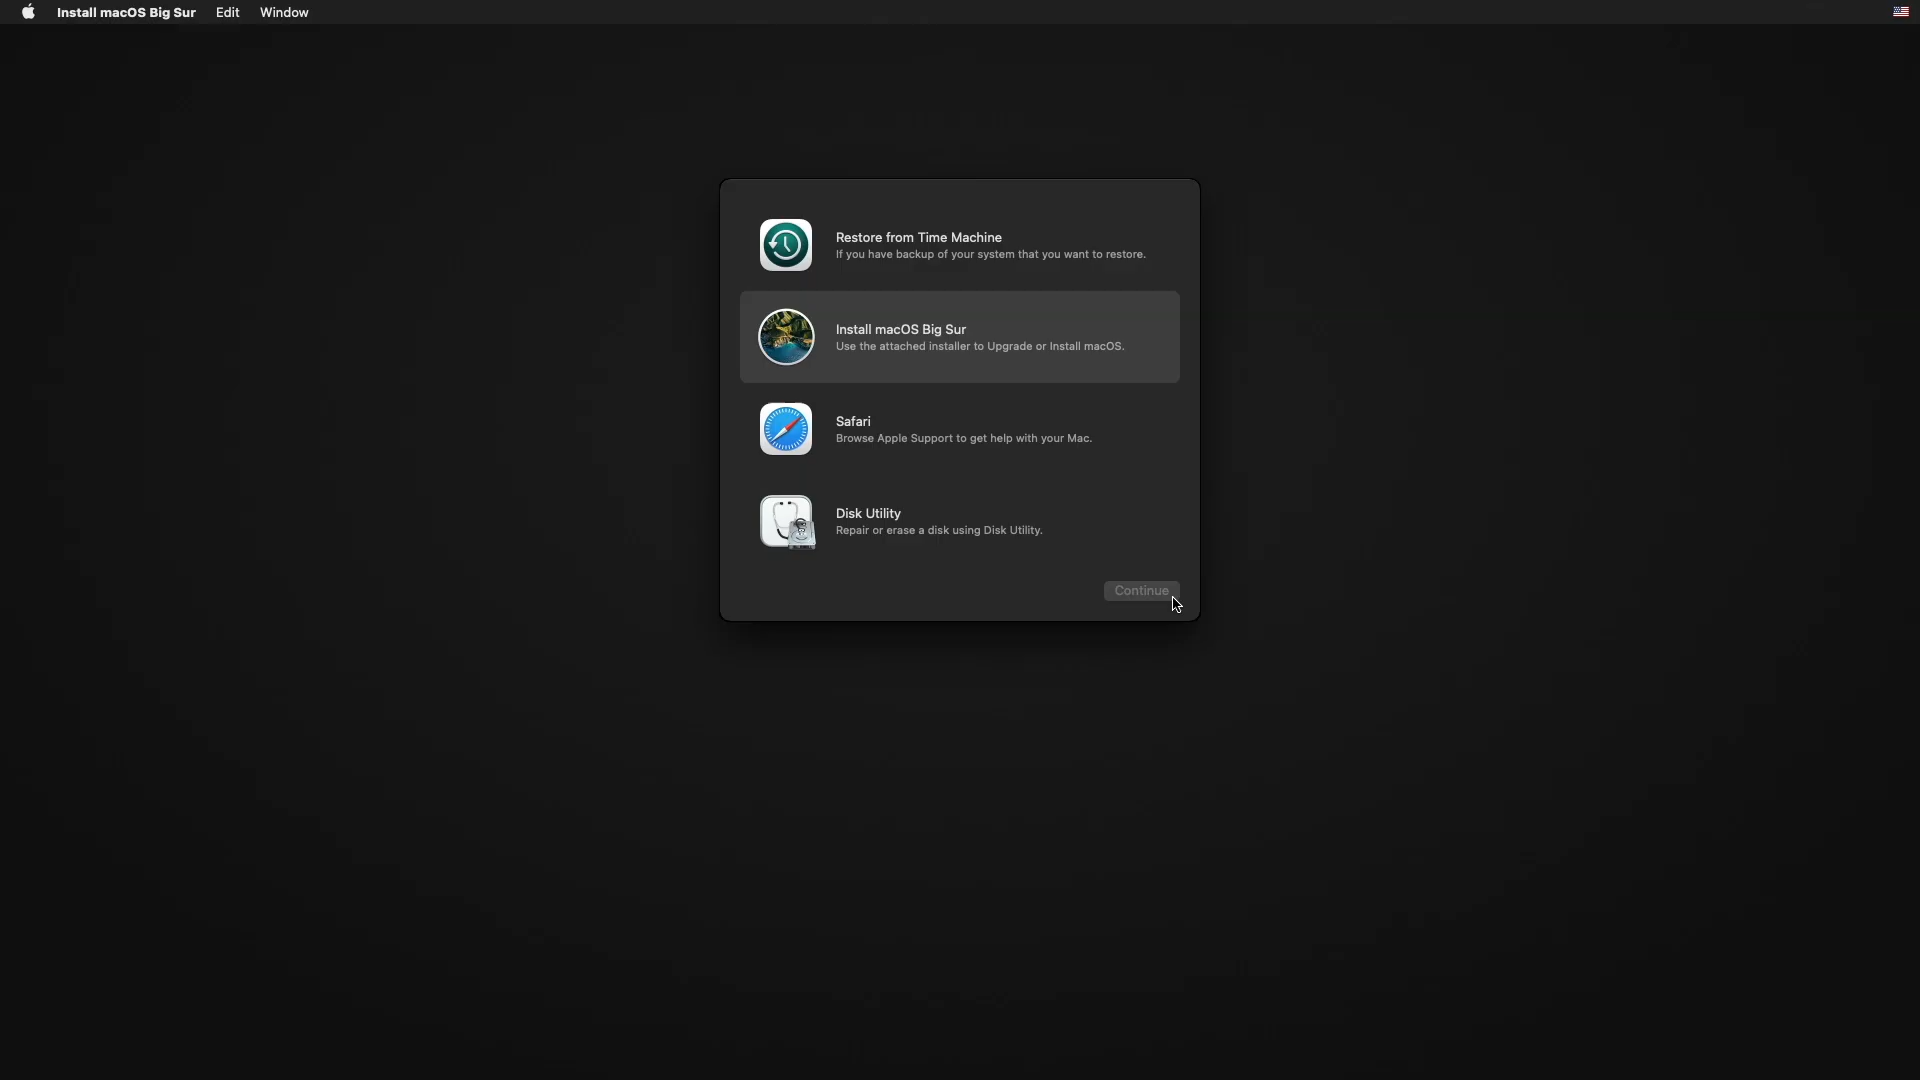 Install macOS Big Sur Edit Window
Restore from Time Machine
If you have backup of your system that you want to restore.
Install macOS Big Sur
Use the attached installer to Upgrade or Install macOS.
Safari
Browse Apple Support to get help with your Mac.
Disk Utility
Repair or erase a disk using Disk Utility.
Continue